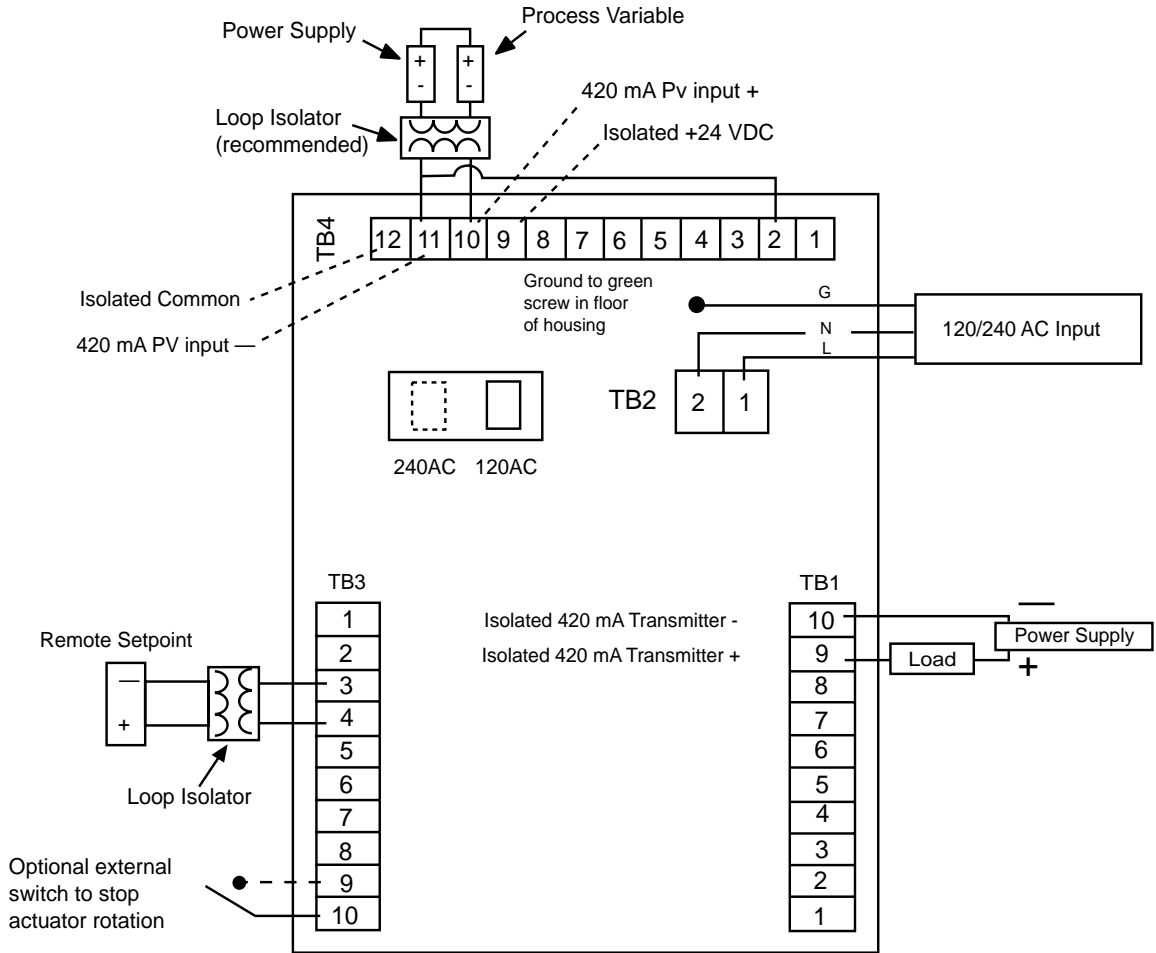 Power Supply
Process Variable
+ +
- -
Loop Isolator
(recommended)
420 mA Pv input +
Isolated +24 VDC
TB4
12 11 10 9 8 7 6 5 4 3 2 1
Isolated Common
420 mA PV input —
Ground to green
screw in floor
of housing
G
N
L
120/240 AC Input
TB2
2 1
240AC 120AC
TB3
1
2
3
4
5
6
7
8
9
10
Remote Setpoint
—
+
Loop Isolator
Optional external
switch to stop
actuator rotation
Isolated 420 mA Transmitter -
Isolated 420 mA Transmitter +
TB1
10
9
8
7
6
5
4
3
2
1
—
Power Supply
Load
+